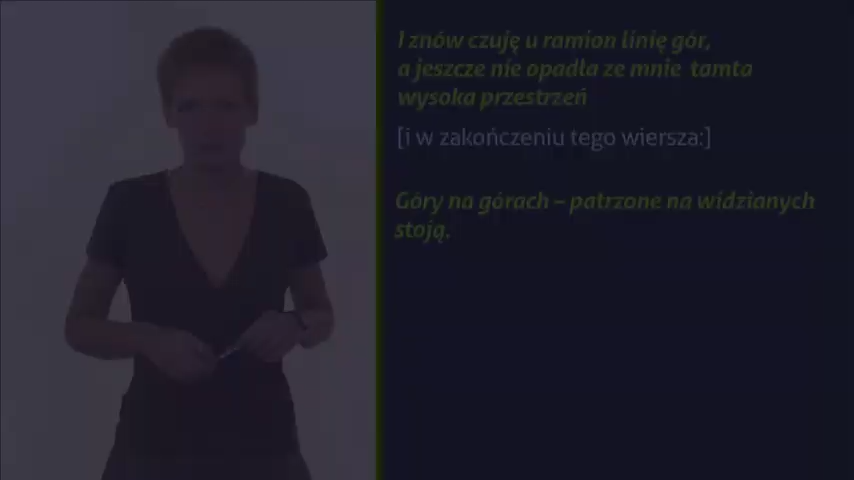 I znów czuję u ramion linię gór,
a jeszcze nie opadla ze mnie tamta
wysoka przestrzeń
[i w zakończeniu tego wiersza:]
Góry na górach – patrzone na widzianych
stoją.